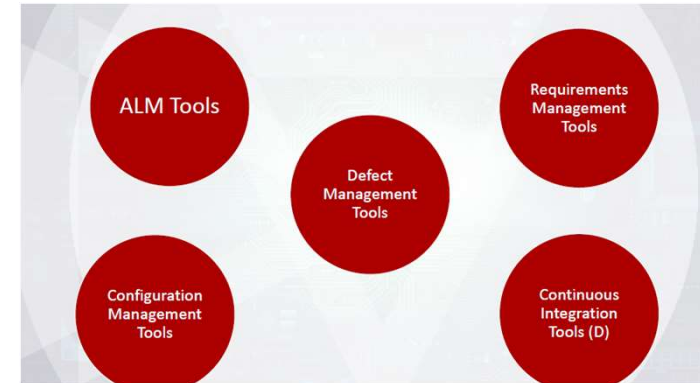 ALM Tools
Requirements
Management
Tools
Defect
Management
Tools
Configuration
Management
Tools
Continuous
Integration
Tools (D)